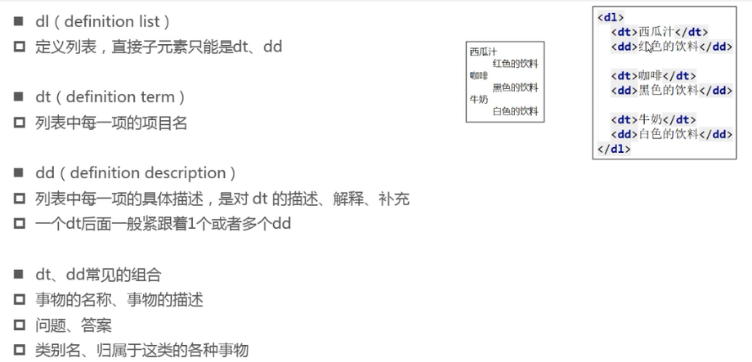 dl（definition list）
定义列表，直接子元素只能是dt、dd
dt（definition term）
列表中每一项的项目名
dd（definition description）
列表中每一项的具体描述，是对 dt 的描述、解释、补充
一个dt后面一般紧跟着1个或者多个dd
dt、dd常见的组合
事物的名称、事物的描述
问题、答案
类别名、归属于这类的各种事物
西瓜汁
红色的饮料
咖啡
黑色的饮料
牛奶
白色的饮料
<dl>
<dt>西瓜汁</dt>
<dd>红色的饮料</dd>
<dt>咖啡</dt>
<dd>黑色的饮料</dd>
<dt>牛奶</dt>
<dd>白色的饮料</dd>
</dl>